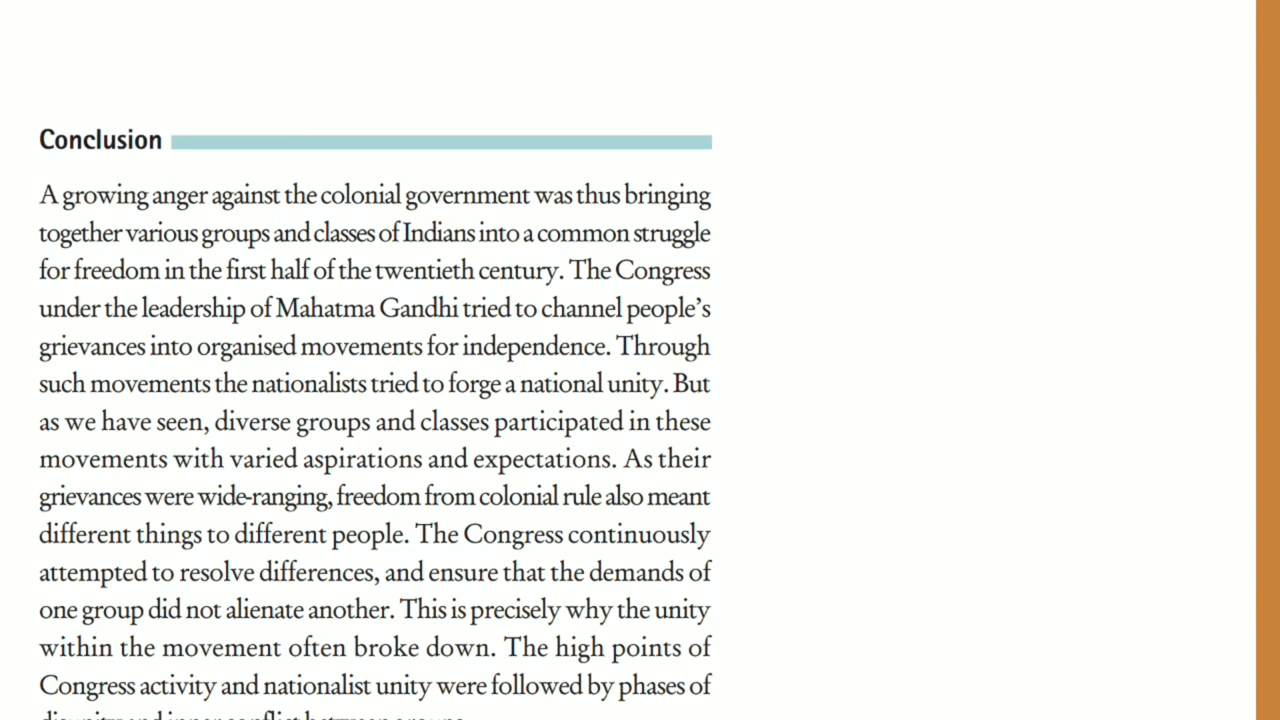 Conclusion
A growing anger against the colonial government was thus bringing
together various groups and classes of Indians into a common struggle
for freedom in the first half of the twentieth century. The Congress
under the leadership of Mahatma Gandhi tried to channel people’s
grievances into organised movements for independence. Through
such movements the nationalists tried to forge a national unity. But
as we have seen, diverse groups and classes participated in these
movements with varied aspirations and expectations. As their
grievances were wide-ranging, freedom from colonial rule also meant
different things to different people. The Congress continuously
attempted to resolve differences, and ensure that the demands of
one group did not alienate another. This is precisely why the unity
within the movement often broke down. The high points of
Congress activity and nationalist unity were followed by phases of
disunity and inner conflict between groups.